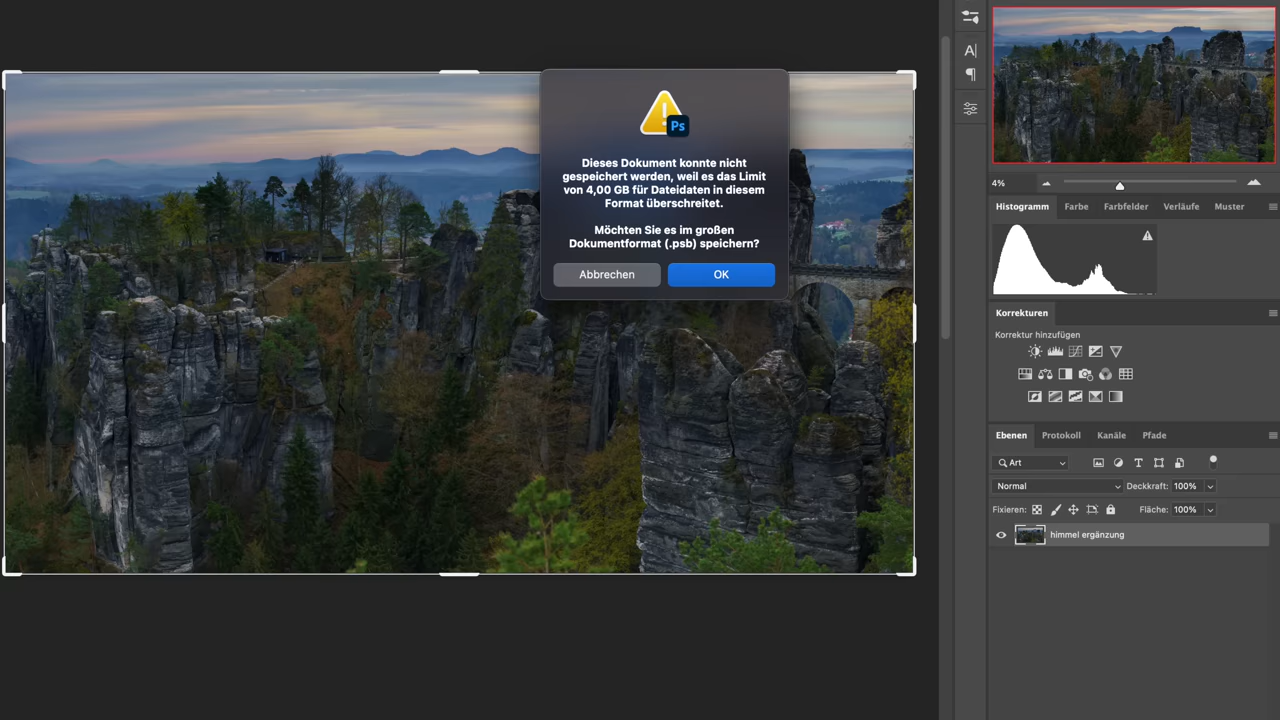 Ps
Dieses Dokument konnte nicht
gespeichert werden, weil es das Limit
von 4,00 GB für Dateidaten in diesem
Format überschreitet.
Möchten Sie es im großen
Dokumentformat (.psb) speichern?
Abbrechen
OK
A
4%
Histogramm
Farbe
Farbfelder
Verläufe
Muster
Korrekturen
Korrektur hinzufügen
Ebenen
Protokoll
Kanäle
Pfade
Art
T
Normal
Deckkraft: 100%
Fixieren:
Fläche: 100%
himmel ergänzung